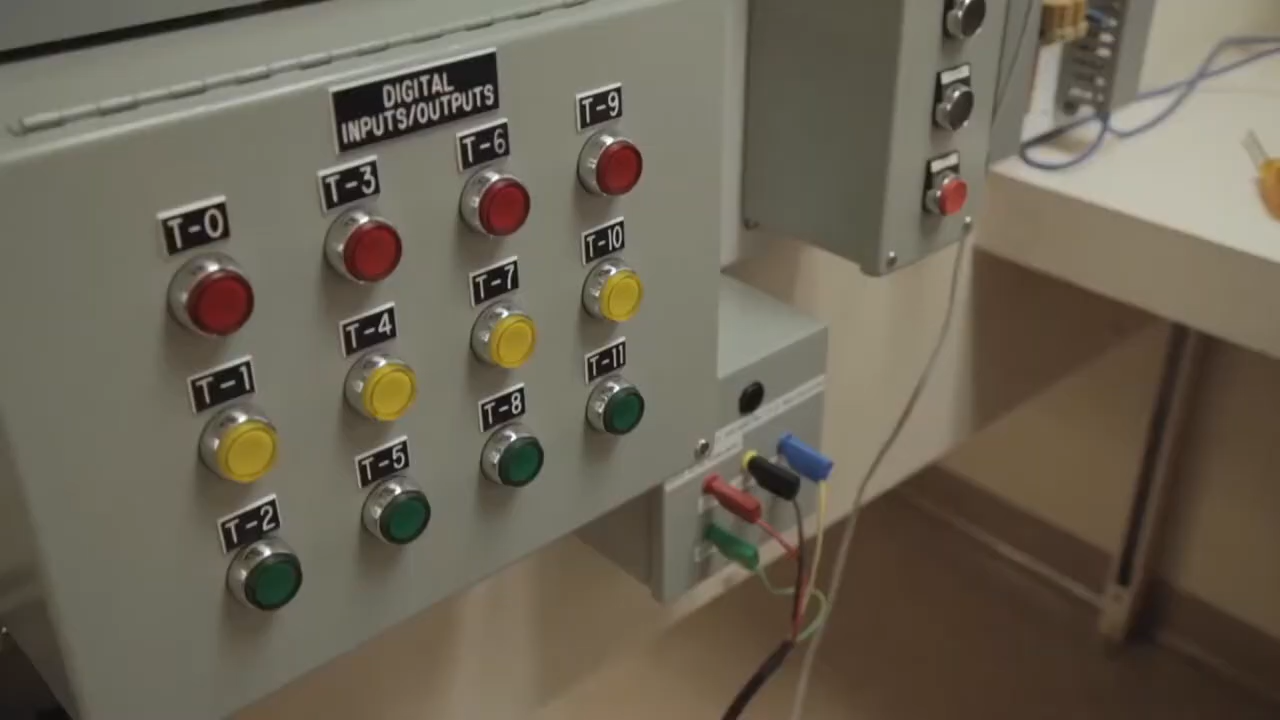 DIGITAL
INPUTS/OUTPUTS
T-0
T-3
T-6
T-9
T-1
T-4
T-7
T-10
T-2
T-5
T-8
T-11